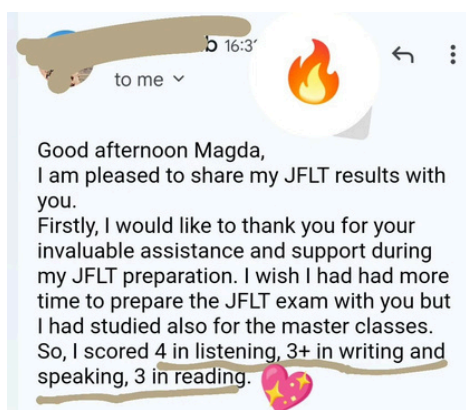 b 16:3
to me
Good afternoon Magda,
I am pleased to share my JFLT results with
you.
Firstly, I would like to thank you for your
invaluable assistance and support during
my JFLT preparation. I wish I had had more
time to prepare the JFLT exam with you but
I had studied also for the master classes.
So, I scored 4 in listening, 3+ in writing and
speaking, 3 in reading.